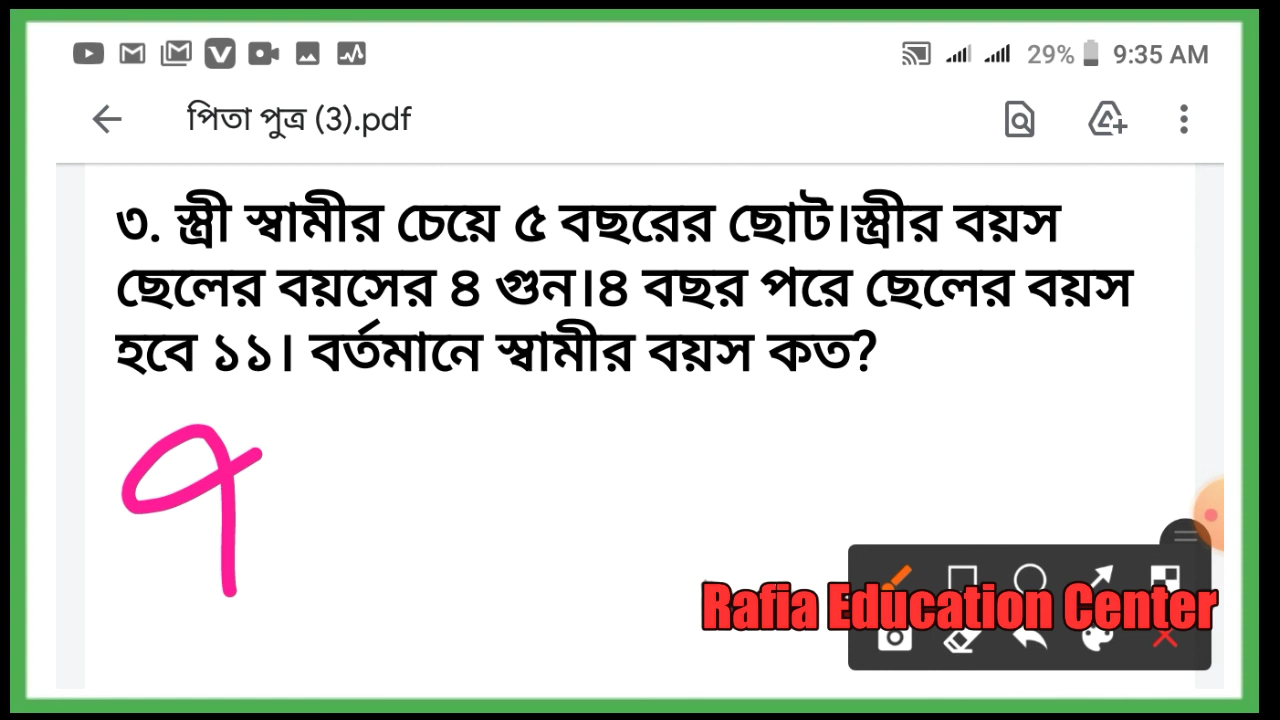 29% 9:35 AM
পিতা পুত্র (3).pdf
৩. স্ত্রী স্বামীর চেয়ে ৫ বছরের ছোট।স্ত্রীর বয়স
ছেলের বয়সের ৪ গুন।৪ বছর পরে ছেলের বয়স
হবে ১১। বর্তমানে স্বামীর বয়স কত?
৭
Rafia Education Center